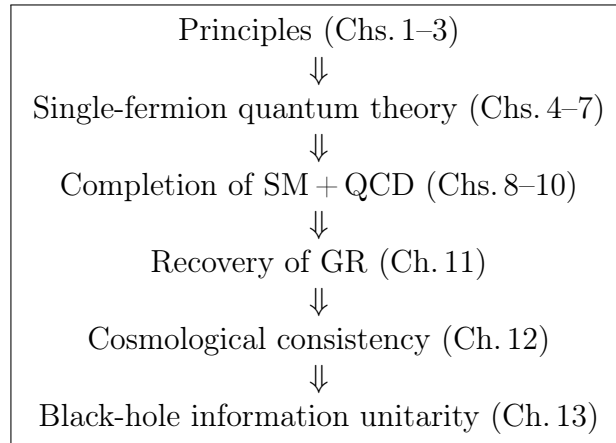 Principles (Chs. 1–3)
⇓
Single-fermion quantum theory (Chs. 4–7)
⇓
Completion of SM + QCD (Chs. 8–10)
⇓
Recovery of GR (Ch. 11)
⇓
Cosmological consistency (Ch. 12)
⇓
Black-hole information unitarity (Ch. 13)